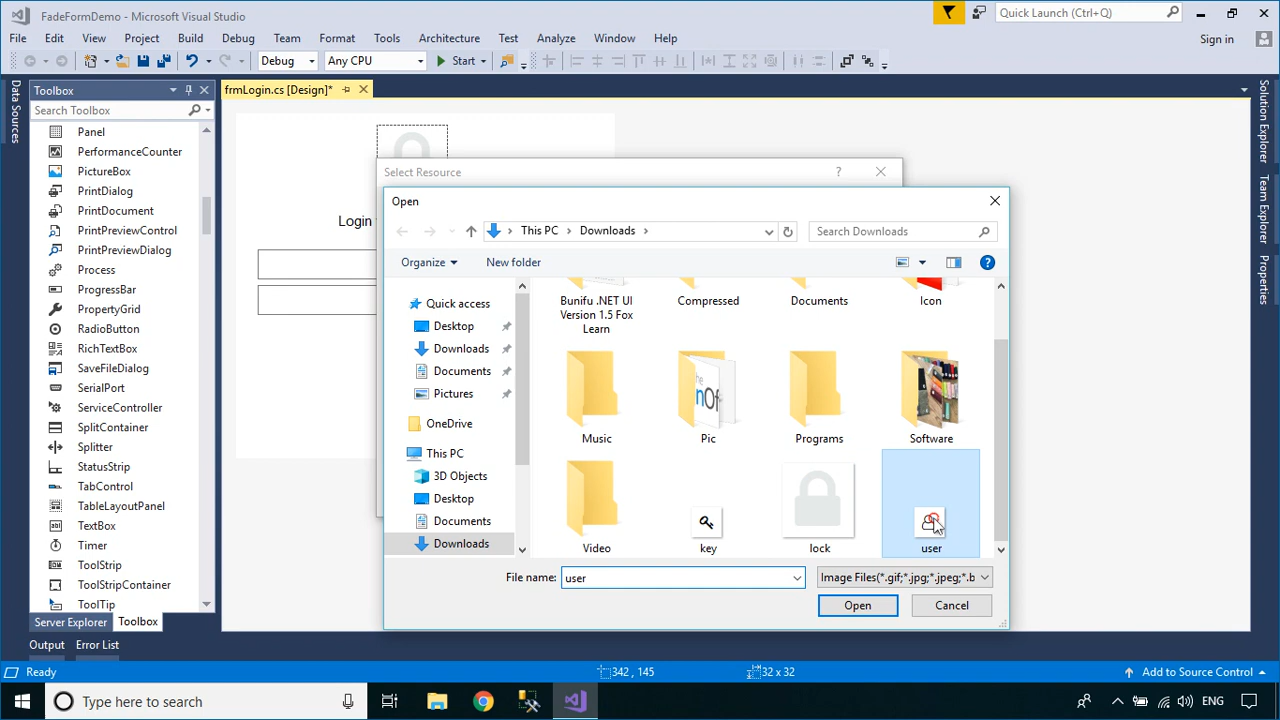 FadeFormDemo - Microsoft Visual Studio
Quick Launch (Ctrl+Q)
File Edit View Project Build Debug Team Format Tools Architecture Test Analyze Window Help
Sign in
Debug Any CPU Start
Data Sources
Toolbox
frmLogin.cs [Design]*
Search Toolbox
Panel
PerformanceCounter
PictureBox
PrintDialog
PrintDocument
PrintPreviewControl
PrintPreviewDialog
Process
ProgressBar
PropertyGrid
RadioButton
RichTextBox
SaveFileDialog
SerialPort
ServiceController
SplitContainer
Splitter
StatusStrip
TabControl
TableLayoutPanel
TextBox
Timer
ToolStrip
ToolStripContainer
ToolTip
Server Explorer Toolbox
Output Error List
Login
Select Resource
?
Open
This PC Downloads
Search Downloads
Organize New folder
Quick access
Desktop
Downloads
Documents
Pictures
OneDrive
This PC
3D Objects
Desktop
Documents
Downloads
Bunifu .NET UI
Version 1.5 Fox
Learn
Compressed
Documents
Icon
Music
the
nOf
Pic
Programs
Software
Video
key
lock
user
File name: user
Image Files(*.gif;*.jpg;*.jpeg;*.b
Open Cancel
Solution Explorer
Team Explorer
Properties
Ready
342 , 145
32 x 32
Add to Source Control
Type here to search
ENG